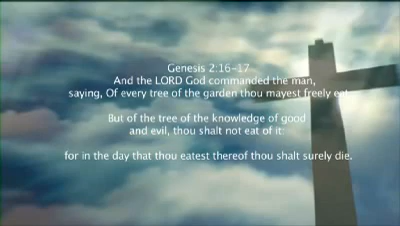 Genesis 2:16-17
And the LORD God commanded the man,
saying, Of every tree of the garden thou mayest freely eat
But of the tree of the knowledge of good
and evil, thou shalt not eat of it:
for in the day that thou eatest thereof thou shalt surely die.